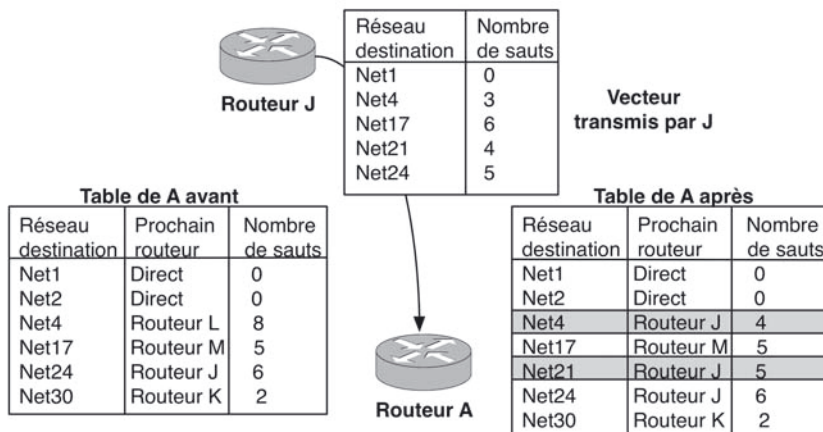 Réseau destination Nombre de sauts
Net1 0
Net4 3
Net17 6
Net21 4
Net24 5
Routeur J
Vecteur
transmis par J
Table de A avant
Réseau destination Prochain routeur Nombre de sauts
Net1 Direct 0
Net2 Direct 0
Net4 Routeur L 8
Net17 Routeur M 5
Net24 Routeur J 6
Net30 Routeur K 2
Routeur A
Table de A après
Réseau destination Prochain routeur Nombre de sauts
Net1 Direct 0
Net2 Direct 0
Net4 Routeur J 4
Net17 Routeur M 5
Net21 Routeur J 5
Net24 Routeur J 6
Net30 Routeur K 2